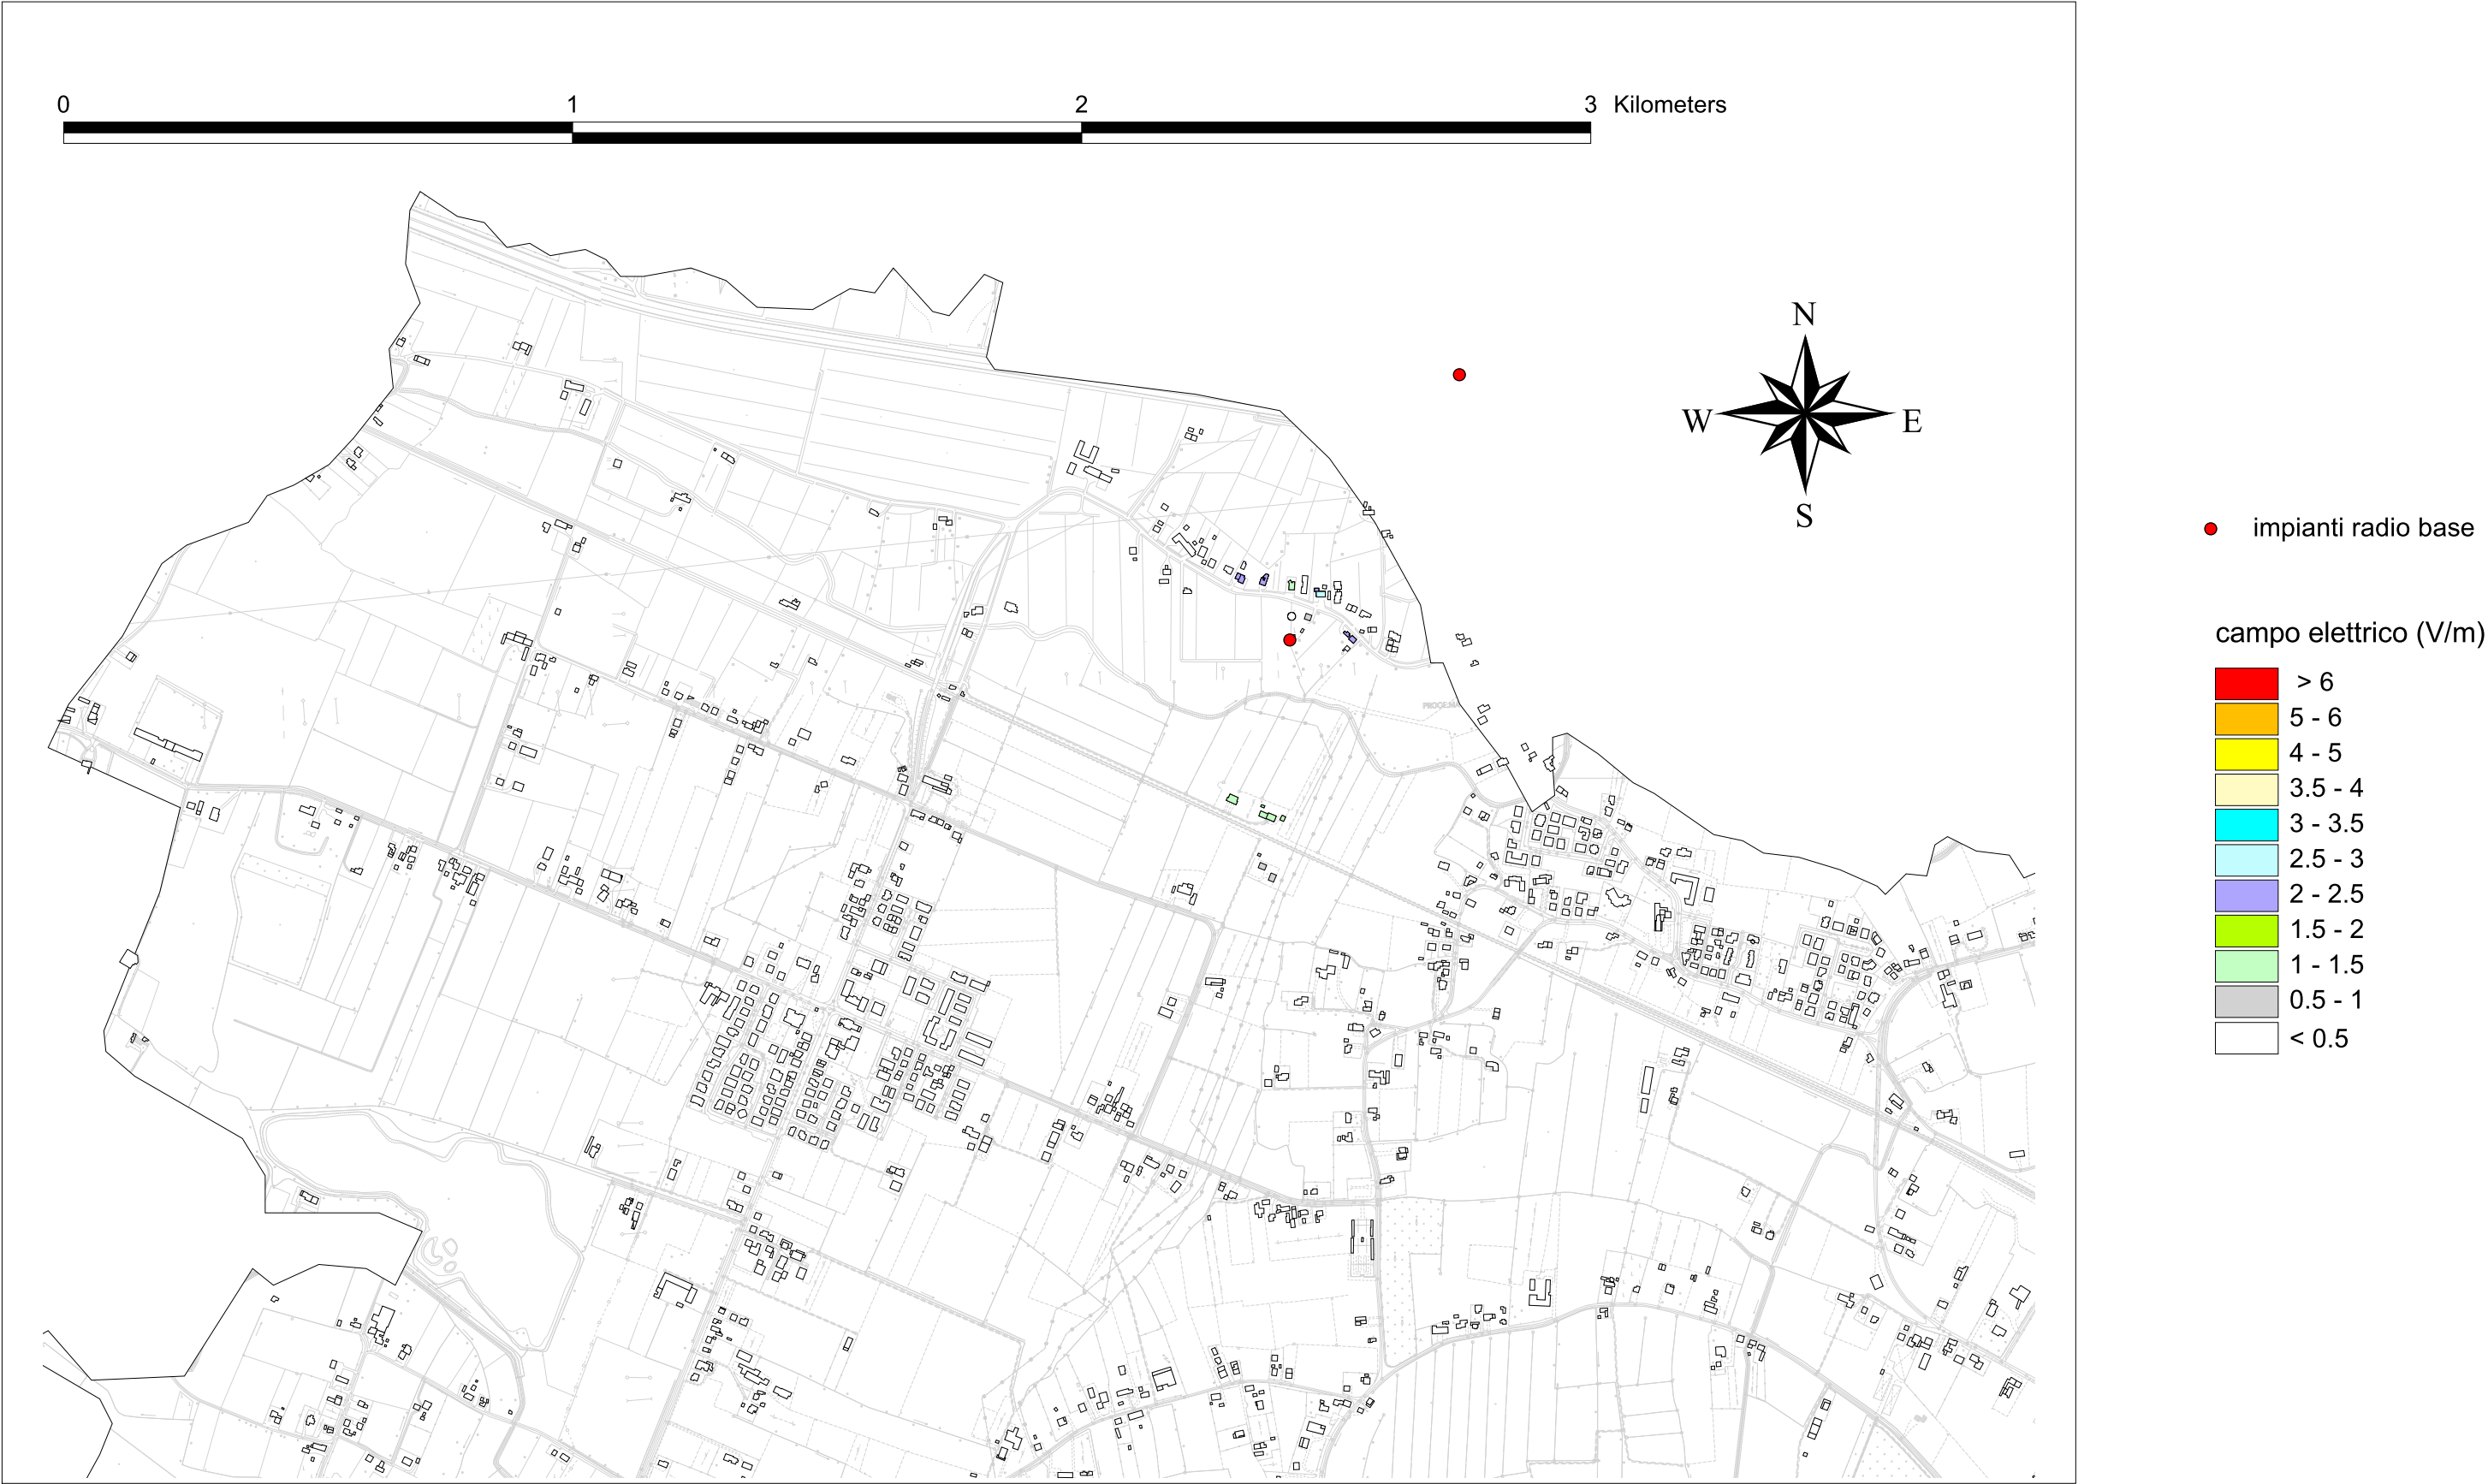 0 1 2 3 Kilometers
N
W E
S
impianti radio base
campo elettrico (V/m)
> 6
5 - 6
4 - 5
3.5 - 4
3 - 3.5
2.5 - 3
2 - 2.5
1.5 - 2
1 - 1.5
0.5 - 1
< 0.5